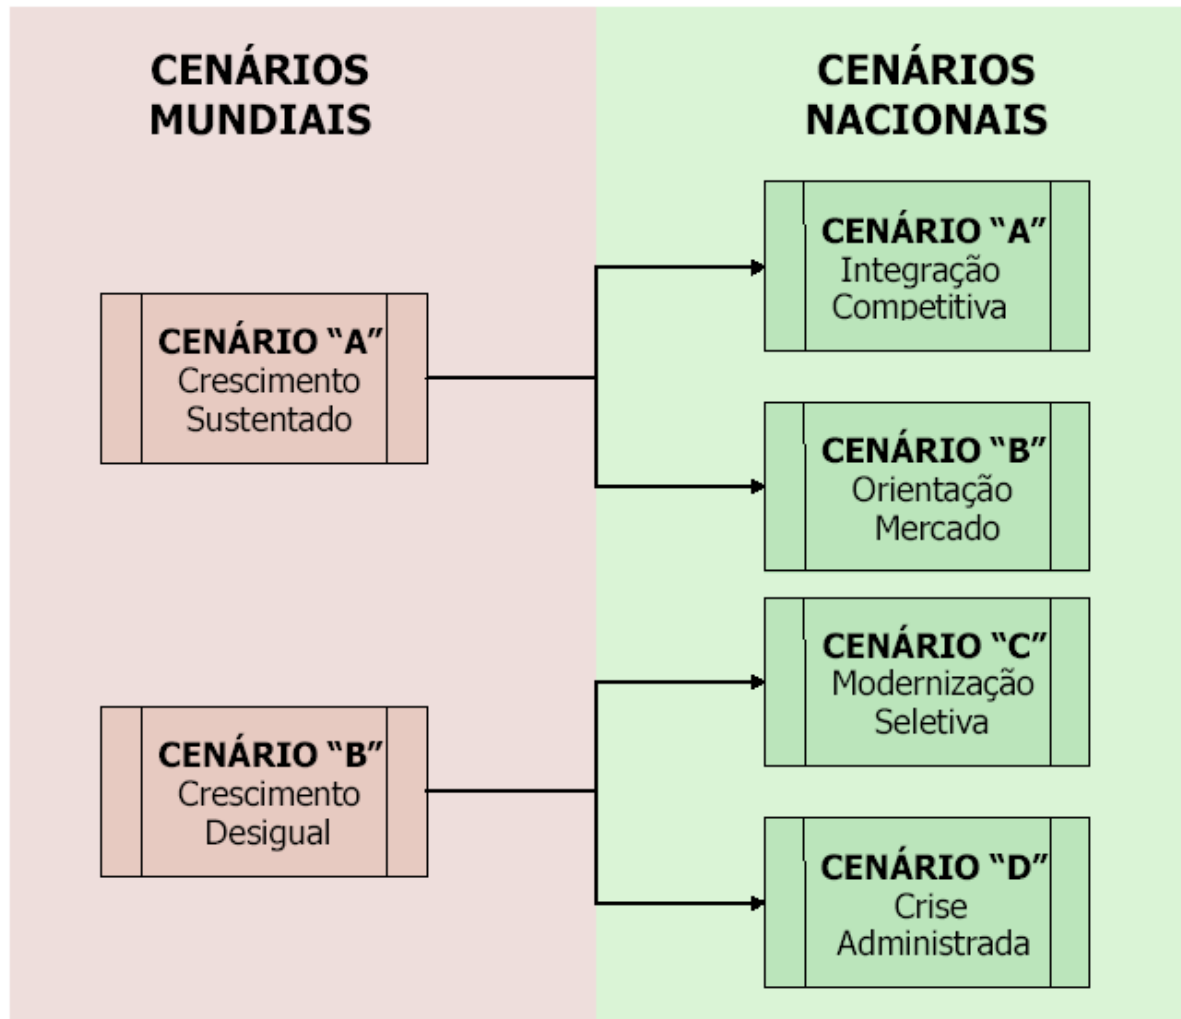 CENÁRIOS
MUNDIAIS
CENÁRIO “A”
Crescimento
Sustentado
CENÁRIO “B”
Crescimento
Desigual
CENÁRIOS
NACIONAIS
CENÁRIO “A”
Integração
Competitiva
CENÁRIO “B”
Orientação
Mercado
CENÁRIO “C”
Modernização
Seletiva
CENÁRIO “D”
Crise
Administrada